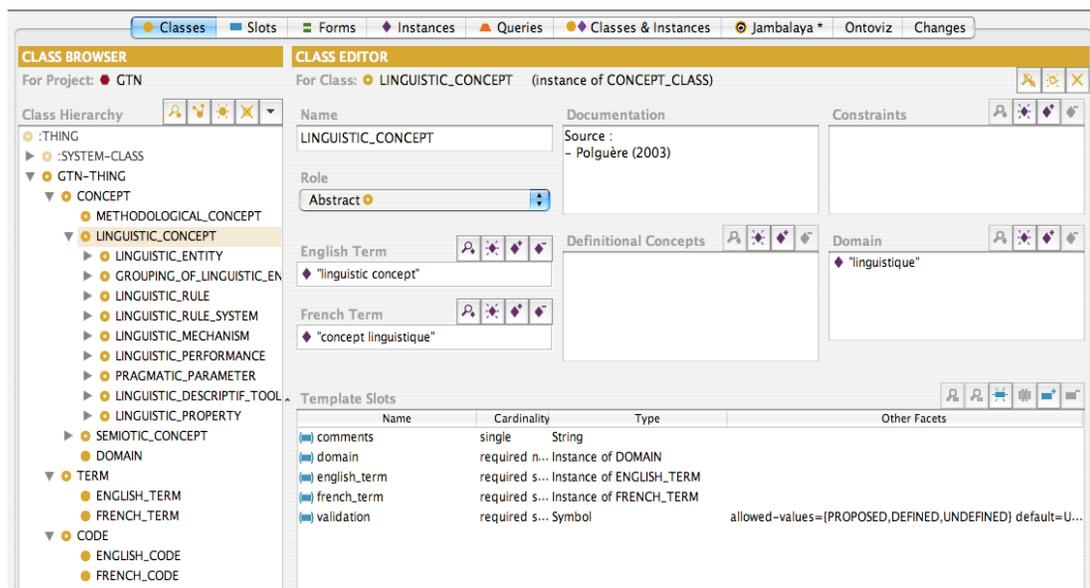 Classes Slots Forms Instances Queries Classes & Instances Jambalaya * Ontoviz Changes
CLASS BROWSER
For Project: GTN
Class Hierarchy
:THING
:SYSTEM-CLASS
GTN-THING
CONCEPT
METHODOLOGICAL_CONCEPT
LINGUISTIC_CONCEPT
LINGUISTIC_ENTITY
GROUPING_OF_LINGUISTIC_EN
LINGUISTIC_RULE
LINGUISTIC_RULE_SYSTEM
LINGUISTIC_MECHANISM
LINGUISTIC_PERFORMANCE
PRAGMATIC_PARAMETER
LINGUISTIC_DESCRIPTIF_TOOL
LINGUISTIC_PROPERTY
SEMIOTIC_CONCEPT
DOMAIN
TERM
ENGLISH_TERM
FRENCH_TERM
CODE
ENGLISH_CODE
FRENCH_CODE
CLASS EDITOR
For Class: LINGUISTIC_CONCEPT (instance of CONCEPT_CLASS)
Name
LINGUISTIC_CONCEPT
Role
Abstract
English Term
"linguistic concept"
French Term
"concept linguistique"
Documentation
Source :
- Polguère (2003)
Definitional Concepts
Constraints
Domain
"linguistique"
Template Slots
Name Cardinality Type Other Facets
comments single String
domain required n... Instance of DOMAIN
english_term required s... Instance of ENGLISH_TERM
french_term required s... Instance of FRENCH_TERM
validation required s... Symbol allowed-values={PROPOSED,DEFINED,UNDEFINED} default=U...